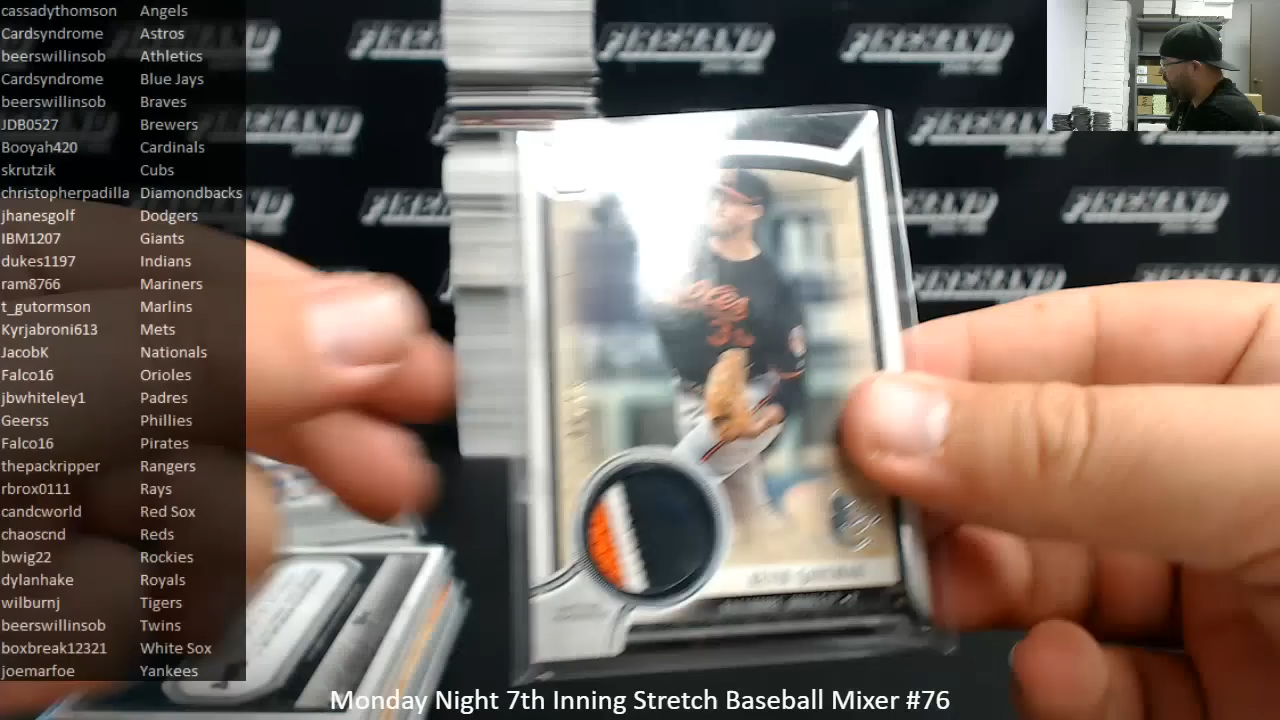 cassadythomson Angels
Cardsyndrome Astros
beerswillinsob Athletics
Cardsyndrome Blue Jays
beerswillinsob Braves
JDB0527 Brewers
Booyah420 Cardinals
skrutzik Cubs
christopherpadilla Diamondbacks
jhanesgolf Dodgers
IBM1207 Giants
dukes1197 Indians
ram8766 Mariners
t_gutormson Marlins
Kyrjabroni613 Mets
JacobK Nationals
Falco16 Orioles
jbwhiteley1 Padres
Geerss Phillies
Falco16 Pirates
thepackripper Rangers
rbrox0111 Rays
candcworld Red Sox
chaoscnd Reds
bwig22 Rockies
dylanhake Royals
wilburnj Tigers
beerswillinsob Twins
boxbreak12321 White Sox
joemarfoe Yankees
FIREHAND FIREHAND FIREHAND
Monday Night 7th Inning Stretch Baseball Mixer #76